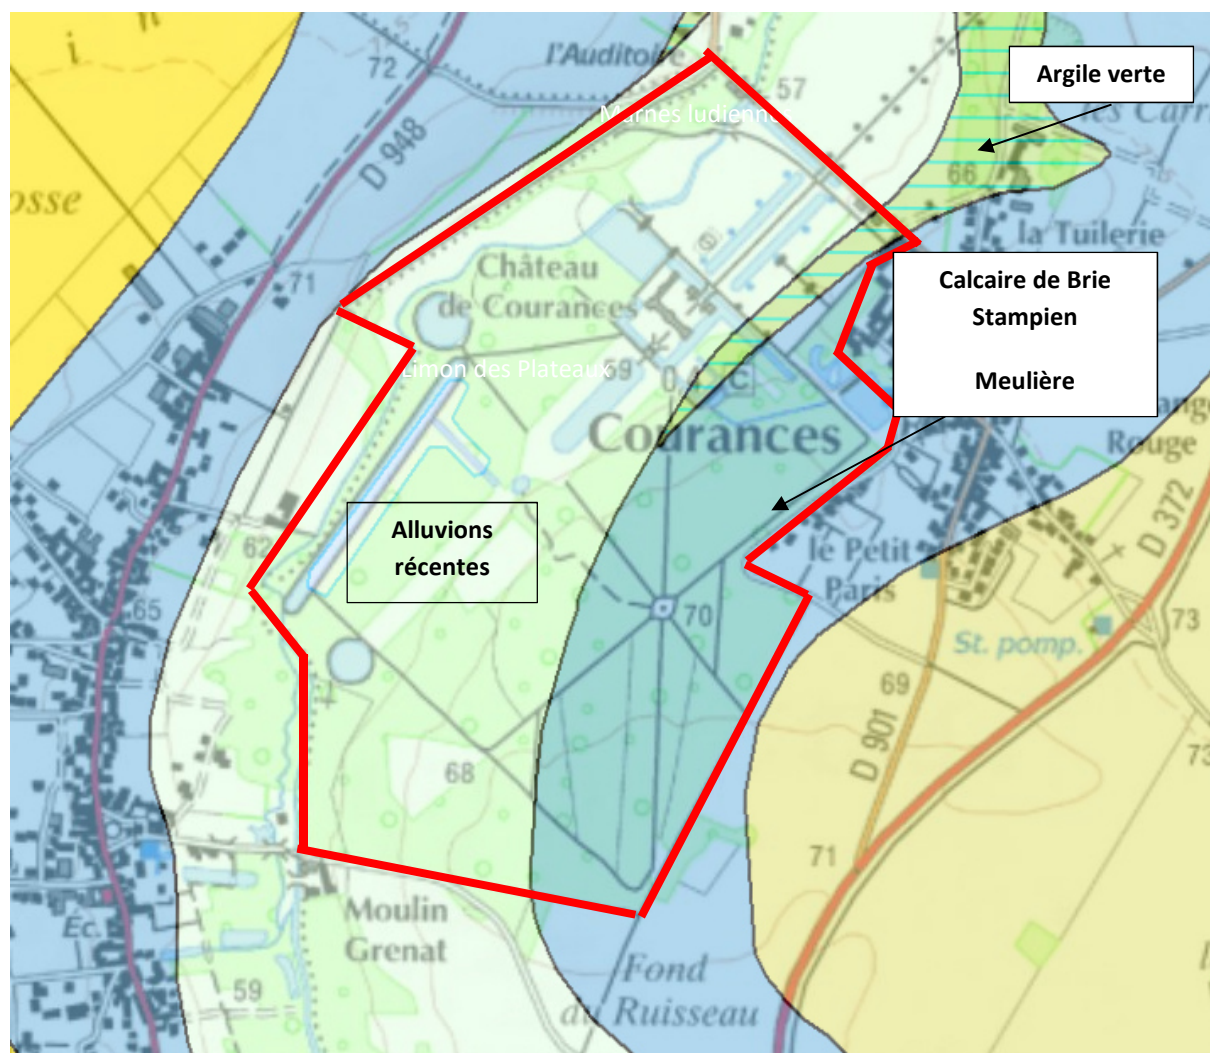 i n
72
l'Auditoire
57
Argile verte
Marnes ludiennes
D 948
66
osse
la Tuilerie
71
Château
de Courances
Calcaire de Brie
Stampien
Meulière
Limon des Plateaux
59
Courances
Rouge
D 372
62
Alluvions
récentes
le Petit
Paris
65
70
73
St. pomp.
69
D 901
68
73
71
Moulin
Grenat
Éc.
Fond
du Ruisseau
59